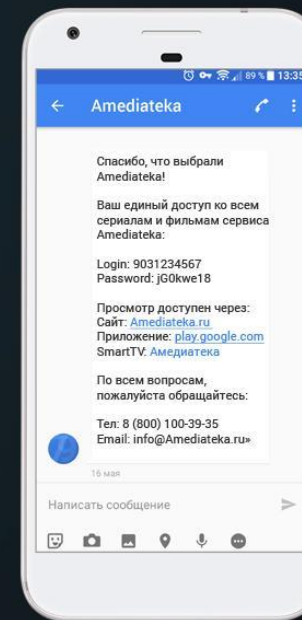 89 % 13:35
Amediateka
Спасибо, что выбрали
Amediateka!
Ваш единый доступ ко всем
сериалам и фильмам сервиса
Amediateka:
Login: 9031234567
Password: jG0kwe18
Просмотр доступен через:
Сайт: Amediateka.ru
Приложение: play.google.com
SmartTV: Амедиатека
По всем вопросам,
пожалуйста обращайтесь:
Тел: 8 (800) 100-39-35
Email: info@Amediateka.ru»
16 мая
Написать сообщение